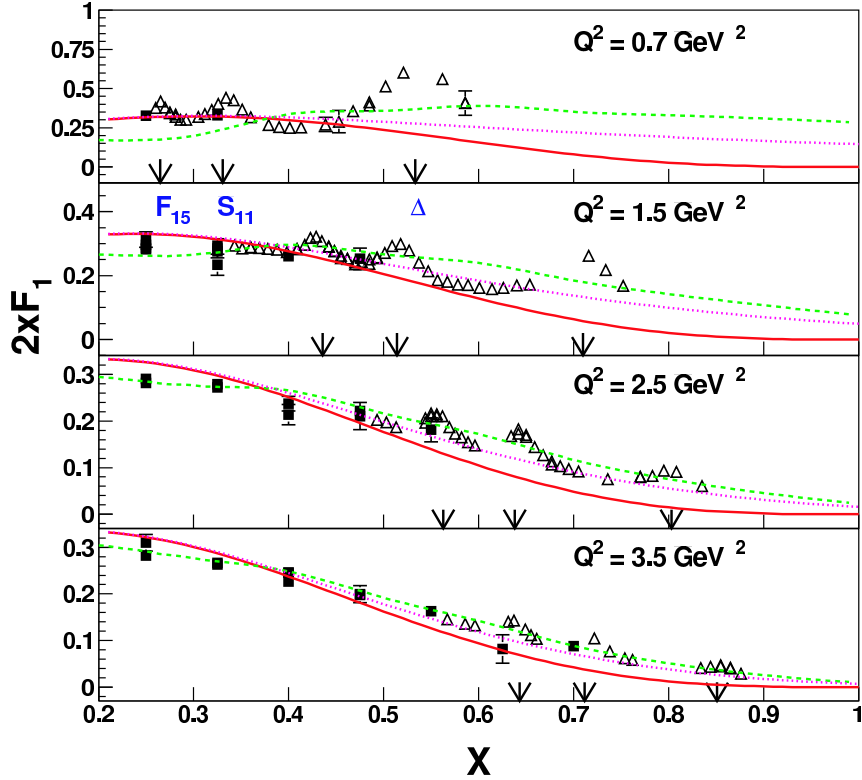 1
0.75
0.5
0.25
0
Q² = 0.7 GeV ²
F₁₅
S₁₁
Δ
0.4
0.2
0
Q² = 1.5 GeV ²
2xF₁
0.3
0.2
0.1
0
Q² = 2.5 GeV ²
0.3
0.2
0.1
0
Q² = 3.5 GeV ²
0.2 0.3 0.4 0.5 0.6 0.7 0.8 0.9 1
X